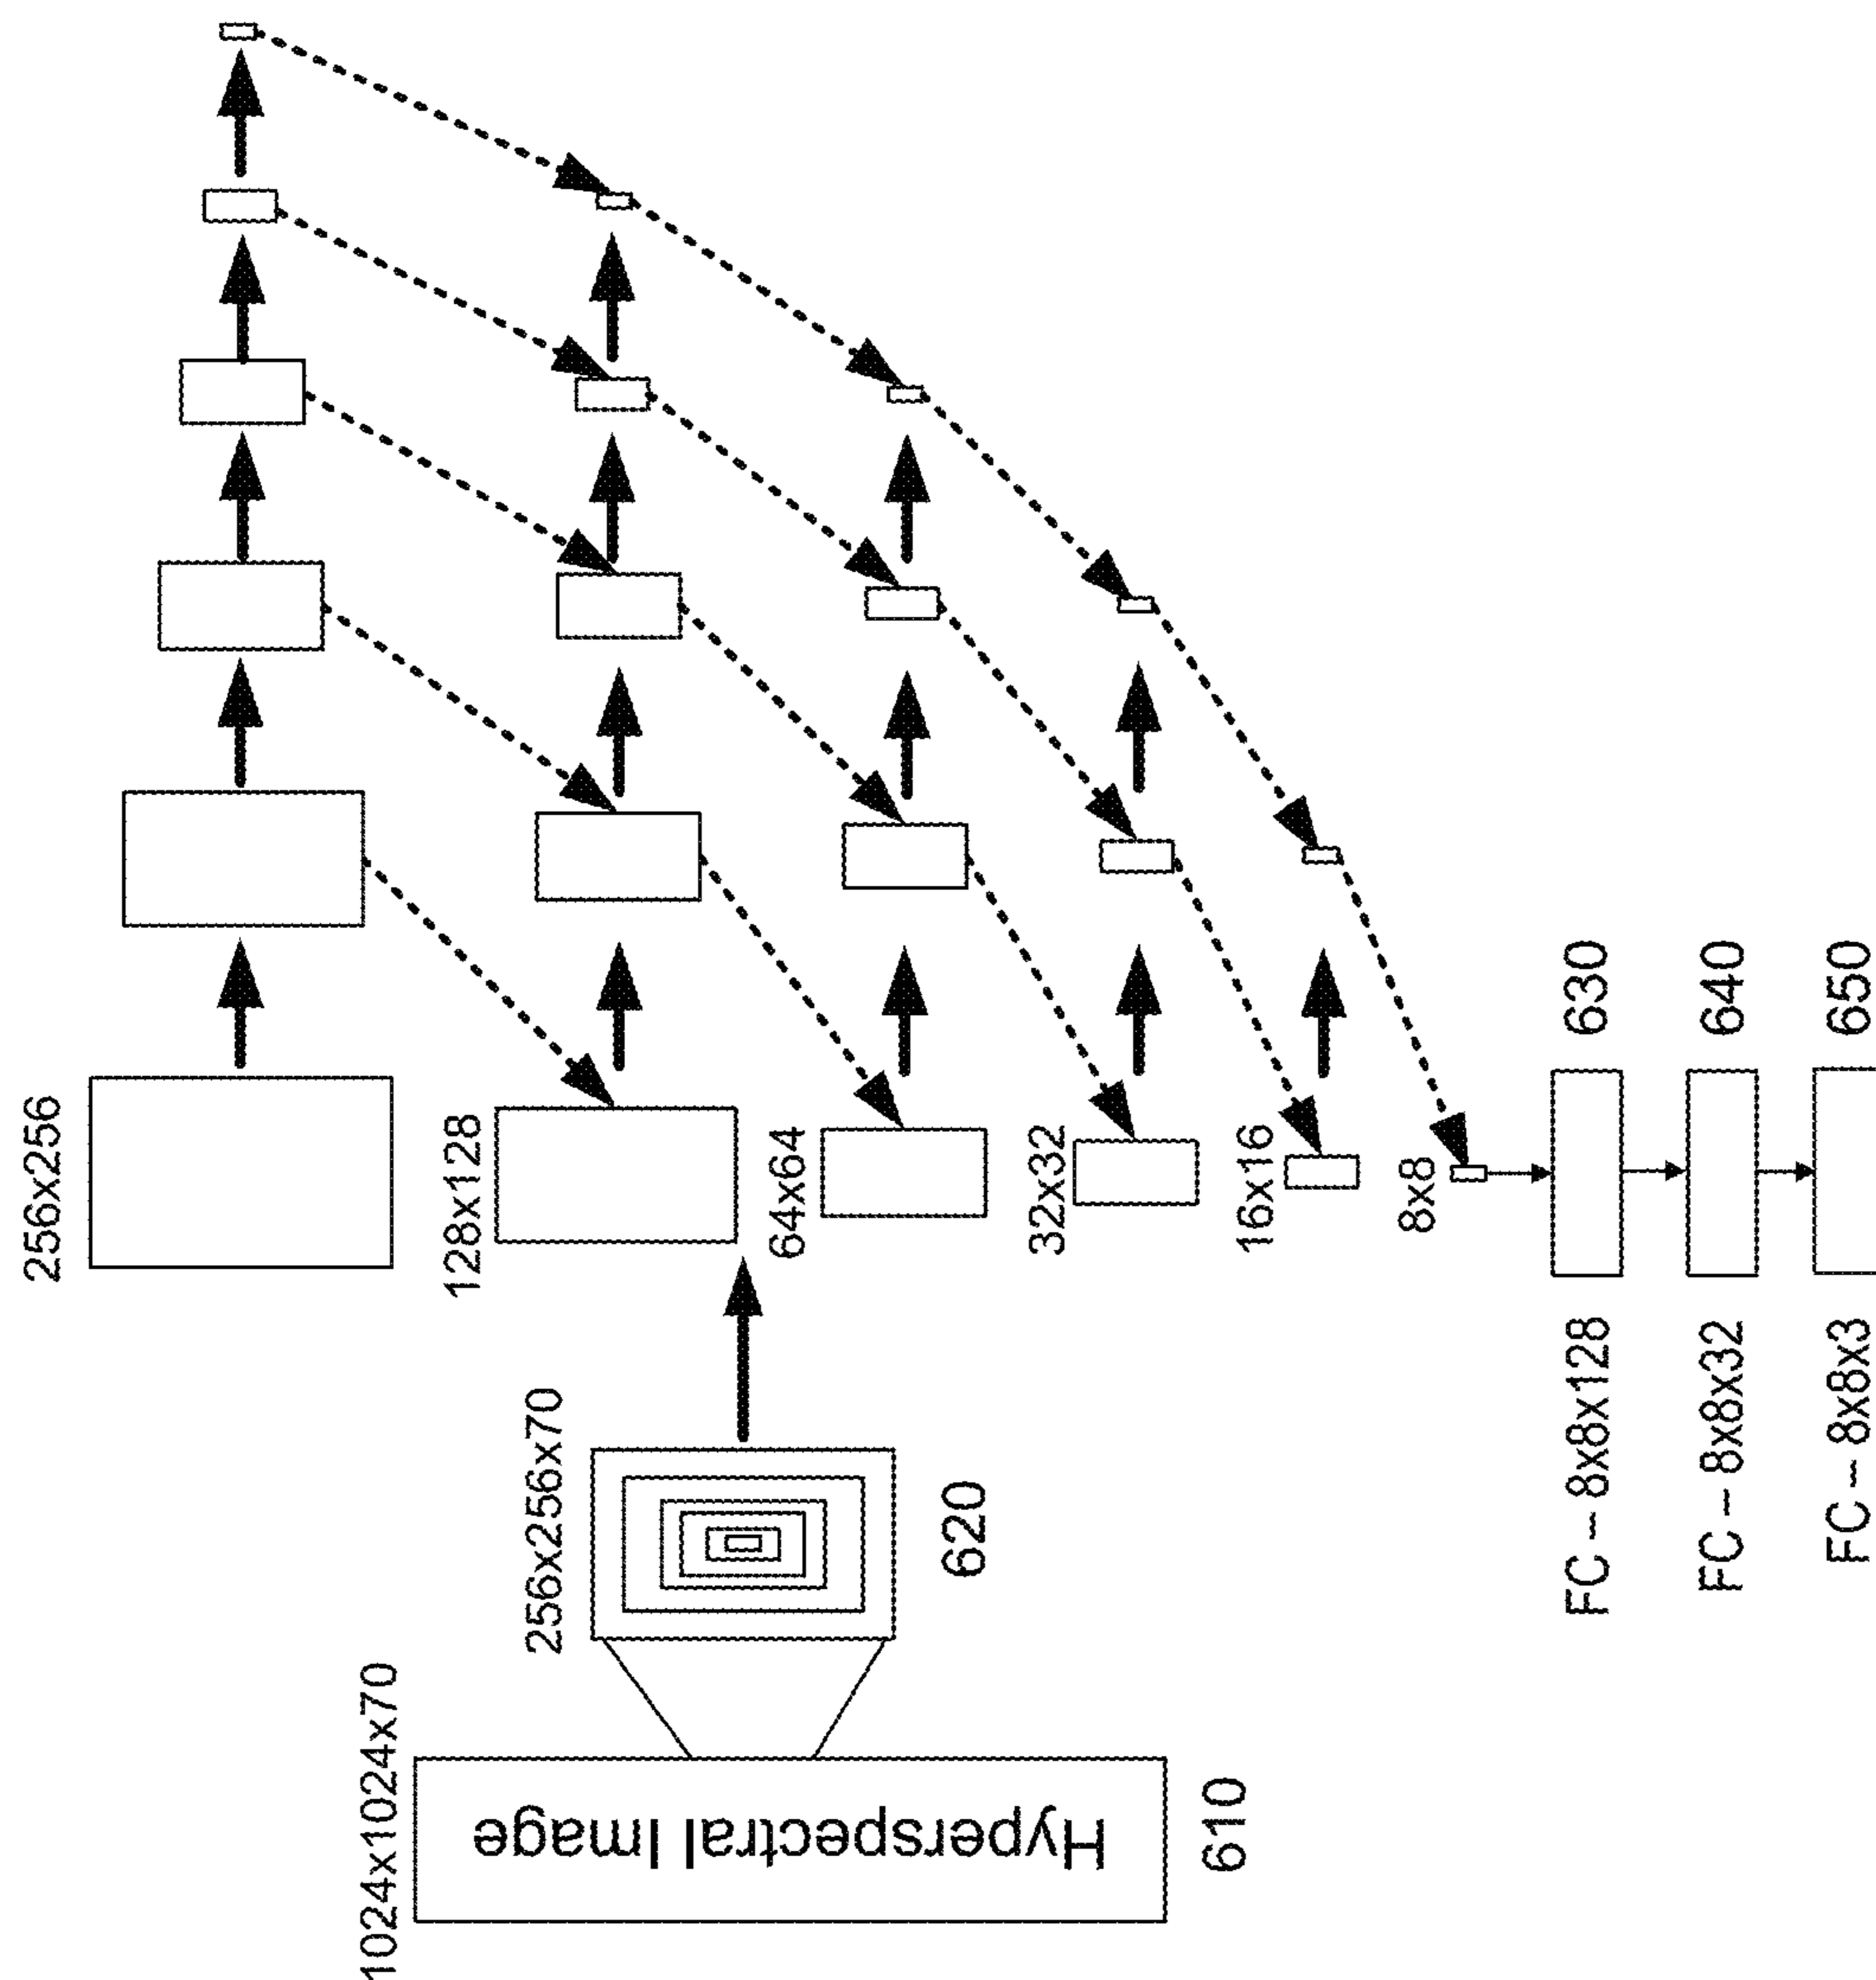 1024x1024x70
Hyperspectral Image
610
256x256x70
620
256x256
128x128
64x64
32x32
16x16
8x8
FC – 8x8x128
630
FC – 8x8x32
640
FC – 8x8x3
650